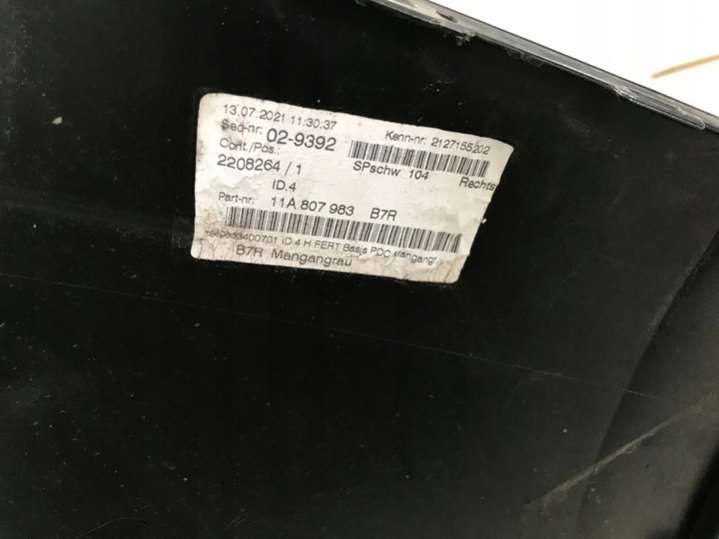 13.07.2021 11:30:37
Seq-nr: 02-9392 Kenn-nr: 2127155202
Cont./Pos.:
2208264 / 1 SPschw 104 Rechts
ID.4
Part-nr: 11A 807 983 B7R
ID 4 H FERT Basis PDC Mangangr
B7R Mangangrau